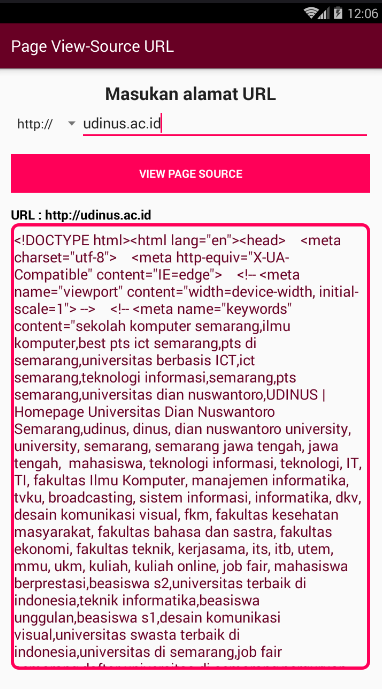 12:06
Page View-Source URL
Masukan alamat URL
http:// udinus.ac.id
VIEW PAGE SOURCE
URL : http://udinus.ac.id
<!DOCTYPE html><html lang="en"><head>    <meta
charset="utf-8">    <meta http-equiv="X-UA-
Compatible" content="IE=edge">    <!-- <meta
name="viewport" content="width=device-width, initial-
scale=1"> -->    <!-- <meta name="keywords"
content="sekolah komputer semarang,ilmu
komputer,best pts ict semarang,pts di
semarang,universitas berbasis ICT,ict
semarang,teknologi informasi,semarang,pts
semarang,universitas dian nuswantoro,UDINUS |
Homepage Universitas Dian Nuswantoro
Semarang,udinus, dinus, dian nuswantoro university,
university, semarang, semarang jawa tengah, jawa
tengah,  mahasiswa, teknologi informasi, teknologi, IT,
TI, fakultas Ilmu Komputer, manajemen informatika,
tvku, broadcasting, sistem informasi, informatika, dkv,
desain komunikasi visual, fkm, fakultas kesehatan
masyarakat, fakultas bahasa dan sastra, fakultas
ekonomi, fakultas teknik, kerjasama, its, itb, utem,
mmu, ukm, kuliah, kuliah online, job fair, mahasiswa
berprestasi,beasiswa s2,universitas terbaik di
indonesia,teknik informatika,beasiswa
unggulan,beasiswa s1,desain komunikasi
visual,universitas swasta terbaik di
indonesia,universitas di semarang,job fair